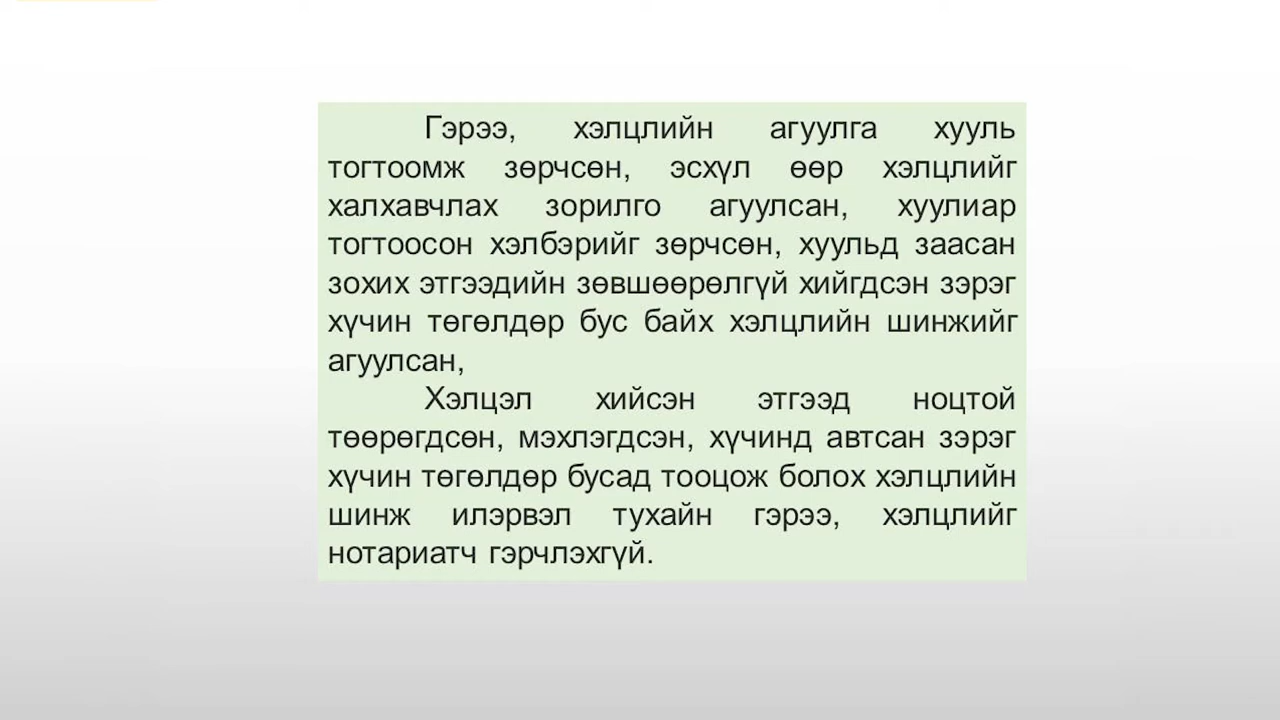 Гэрээ, хэлцлийн агуулга хууль
тогтоомж зөрчсөн, эсхүл өөр хэлцлийг
халхавчлах зорилго агуулсан, хуулиар
тогтоосон хэлбэрийг зөрчсөн, хуульд заасан
зохих этгээдийн зөвшөөрөлгүй хийгдсэн зэрэг
хүчин төгөлдөр бус байх хэлцлийн шинжийг
агуулсан,
Хэлцэл хийсэн этгээд ноцтой
төөрөгдсөн, мэхлэгдсэн, хүчинд автсан зэрэг
хүчин төгөлдөр бусад тооцож болох хэлцлийн
шинж илэрвэл тухайн гэрээ, хэлцлийг
нотариатч гэрчлэхгүй.